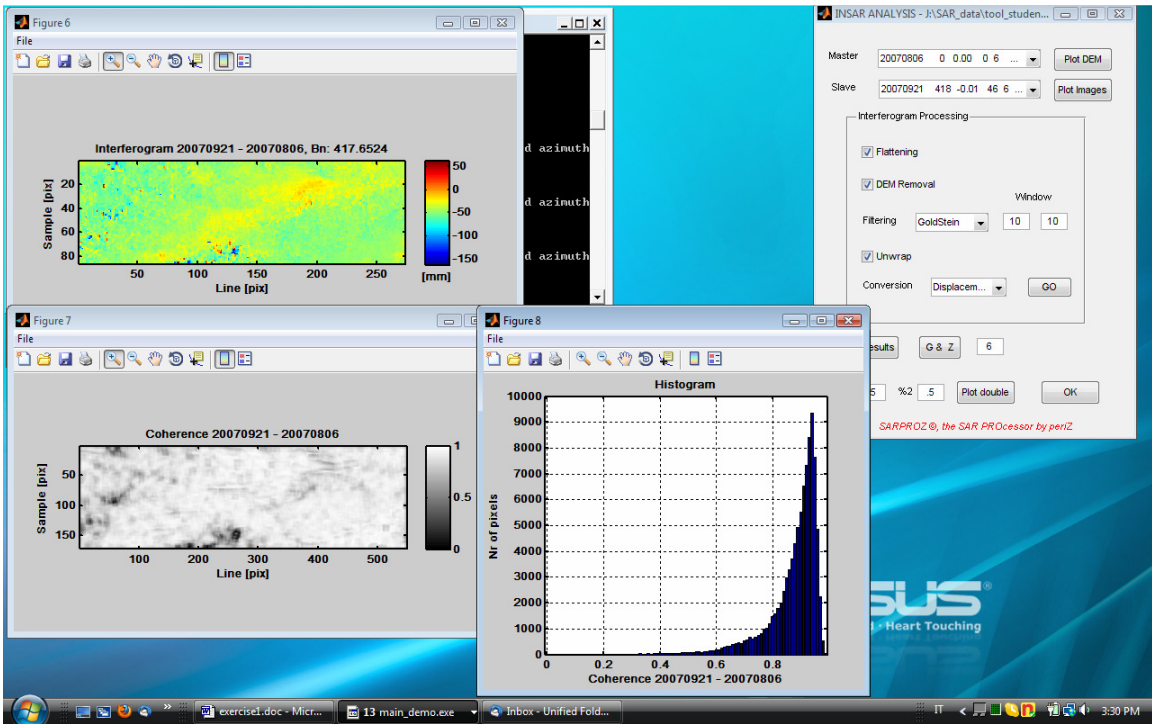 Figure 6
File
Interferogram 20070921 - 20070806, Bn: 417.6524
Sample [pix]
20
40
60
80
50
100
150
200
250
Line [pix]
50
0
-50
-100
-150
[mm]
d azimuth
d azimuth
d azimuth
Figure 7
File
Coherence 20070921 - 20070806
Sample [pix]
50
100
150
100
200
300
400
500
Line [pix]
1
0.5
0
Figure 8
File
Histogram
Nr of pixels
10000
9000
8000
7000
6000
5000
4000
3000
2000
1000
0
0
0.2
0.4
0.6
0.8
Coherence 20070921 - 20070806
INSAR ANALYSIS - J:\SAR_data\tool_studen...
Master
20070806 0 0.00 0 6 ...
Plot DEM
Slave
20070921 418 -0.01 46 6 ...
Plot Images
Interferogram Processing
Flattening
DEM Removal
Window
Filtering
GoldStein
10
10
Unwrap
Conversion
Displacem...
GO
esults
G & Z
6
5
%2
.5
Plot double
OK
SARPROZ ©, the SAR PROcessor by periZ
SUS®
· Heart Touching
exercise1.doc - Micr...
13 main_demo.exe
Inbox - Unified Fold...
IT
3:30 PM